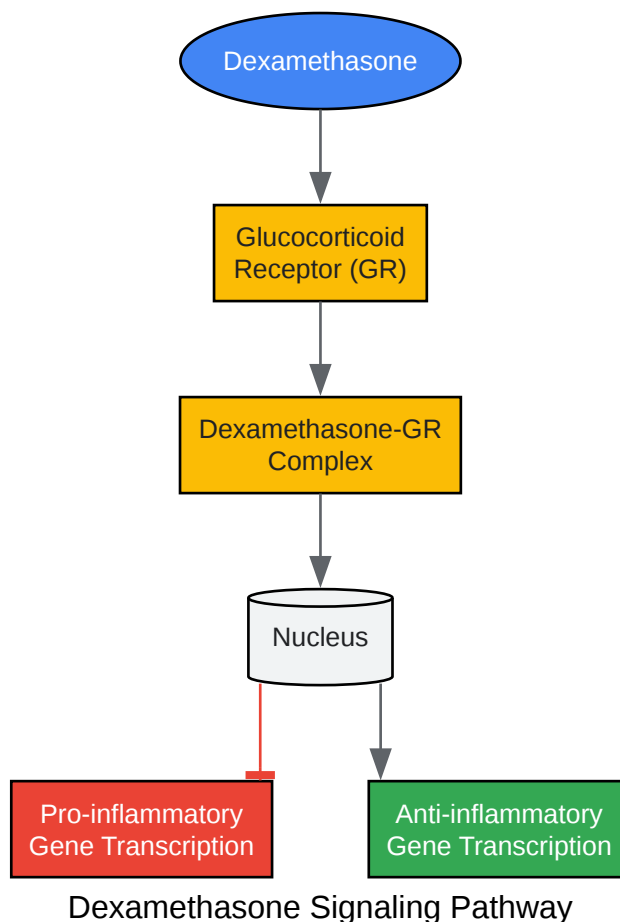 Dexamethasone
Glucocorticoid
Receptor (GR)
Dexamethasone-GR
Complex
Nucleus
Pro-inflammatory
Gene Transcription
Anti-inflammatory
Gene Transcription
Dexamethasone Signaling Pathway